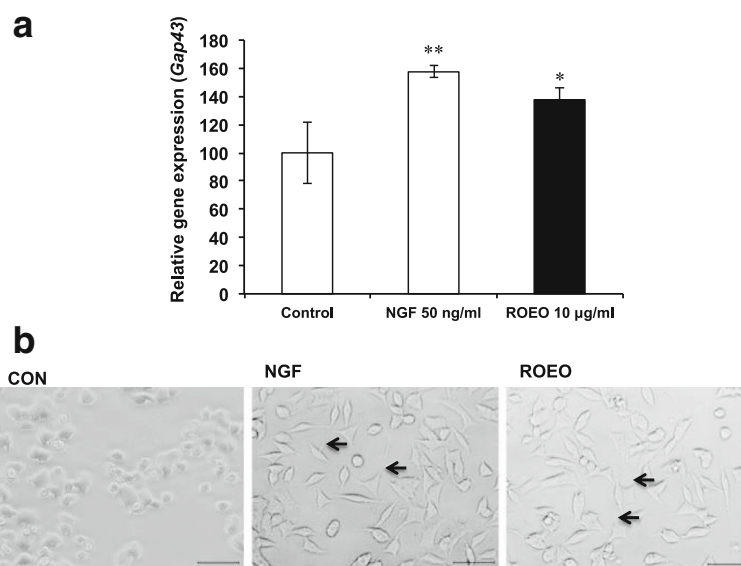 a
Relative gene expression (Gap43)
180
160
140
120
100
80
60
40
20
0
**
*
Control
NGF 50 ng/ml
ROEO 10 µg/ml
b
CON
NGF
ROEO